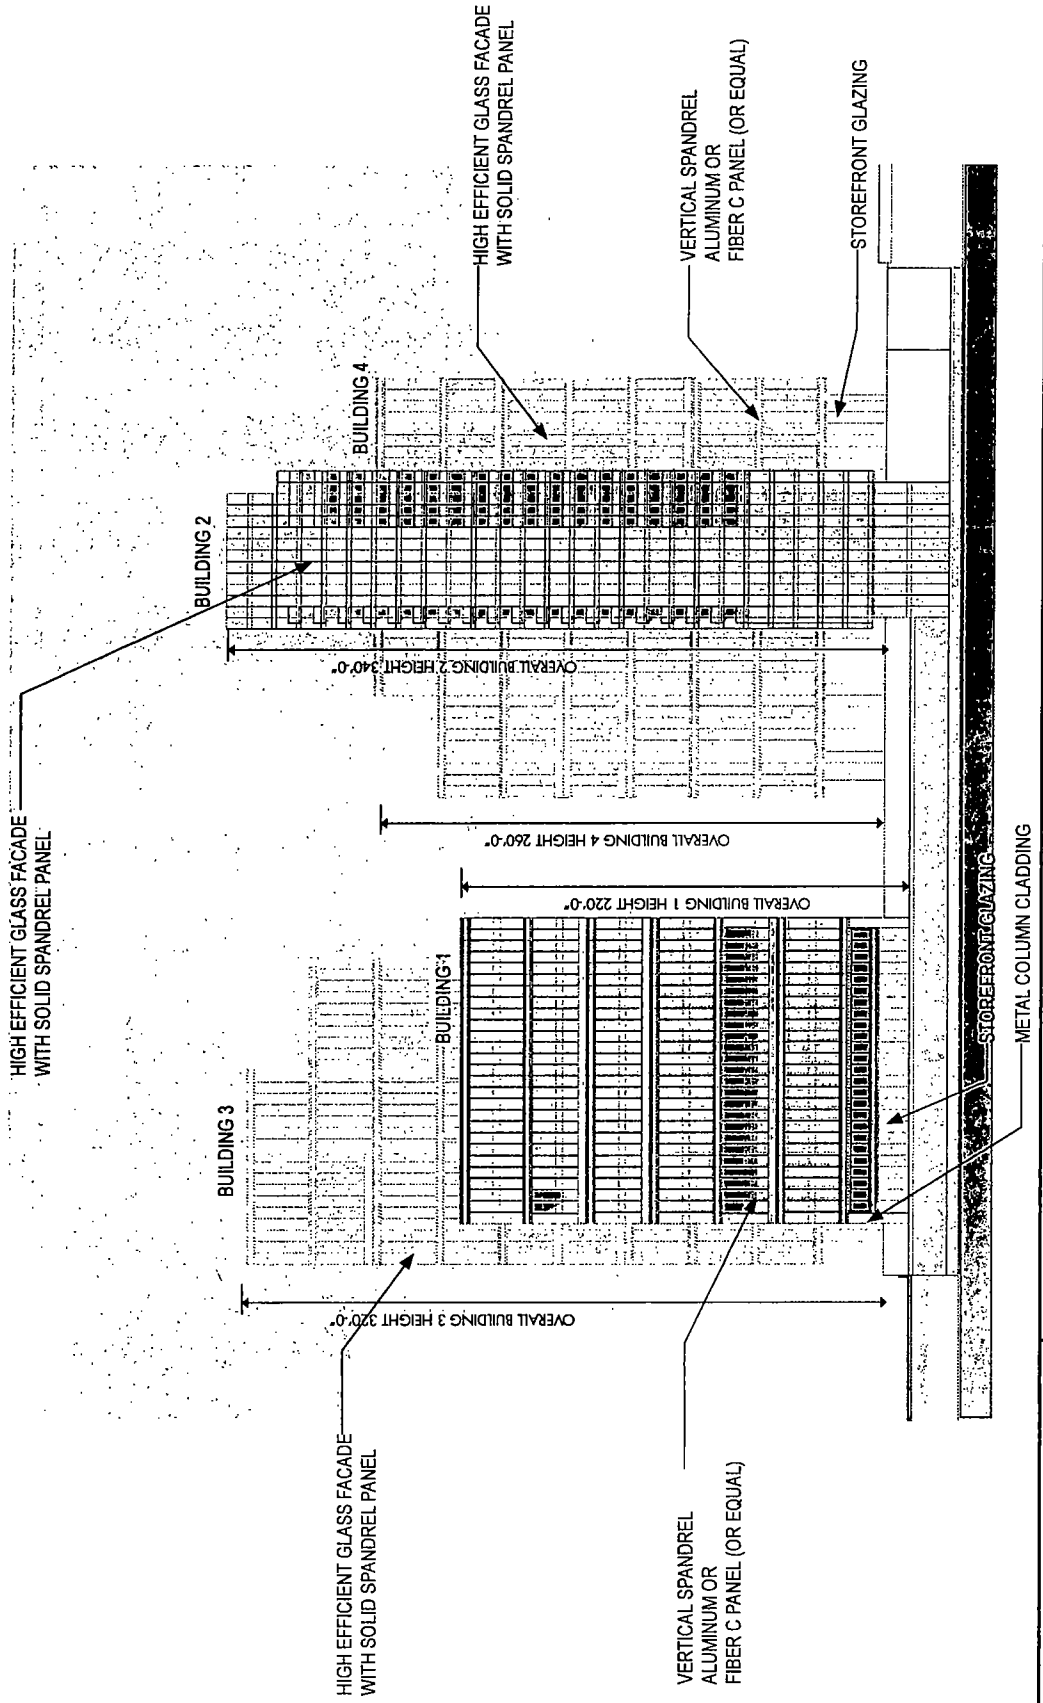 HIGH EFFICIENT GLASS FACADE
WITH SOLID SPANDREL PANEL
HIGH EFFICIENT GLASS FACADE
WITH SOLID SPANDREL PANEL
VERTICAL SPANDREL
ALUMINUM OR
FIBER C PANEL (OR EQUAL)
BUILDING 3
OVERALL BUILDING 3 HEIGHT 320'-0"
BUILDING 1
OVERALL BUILDING 1 HEIGHT 220'-0"
OVERALL BUILDING 4 HEIGHT 260'-0"
BUILDING 2
OVERALL BUILDING 2 HEIGHT 340'-0"
BUILDING 4
HIGH EFFICIENT GLASS FACADE
WITH SOLID SPANDREL PANEL
VERTICAL SPANDREL
ALUMINUM OR
FIBER C PANEL (OR EQUAL)
STOREFRONT GLAZING
STOREFRONT GLAZING
METAL COLUMN CLADDING